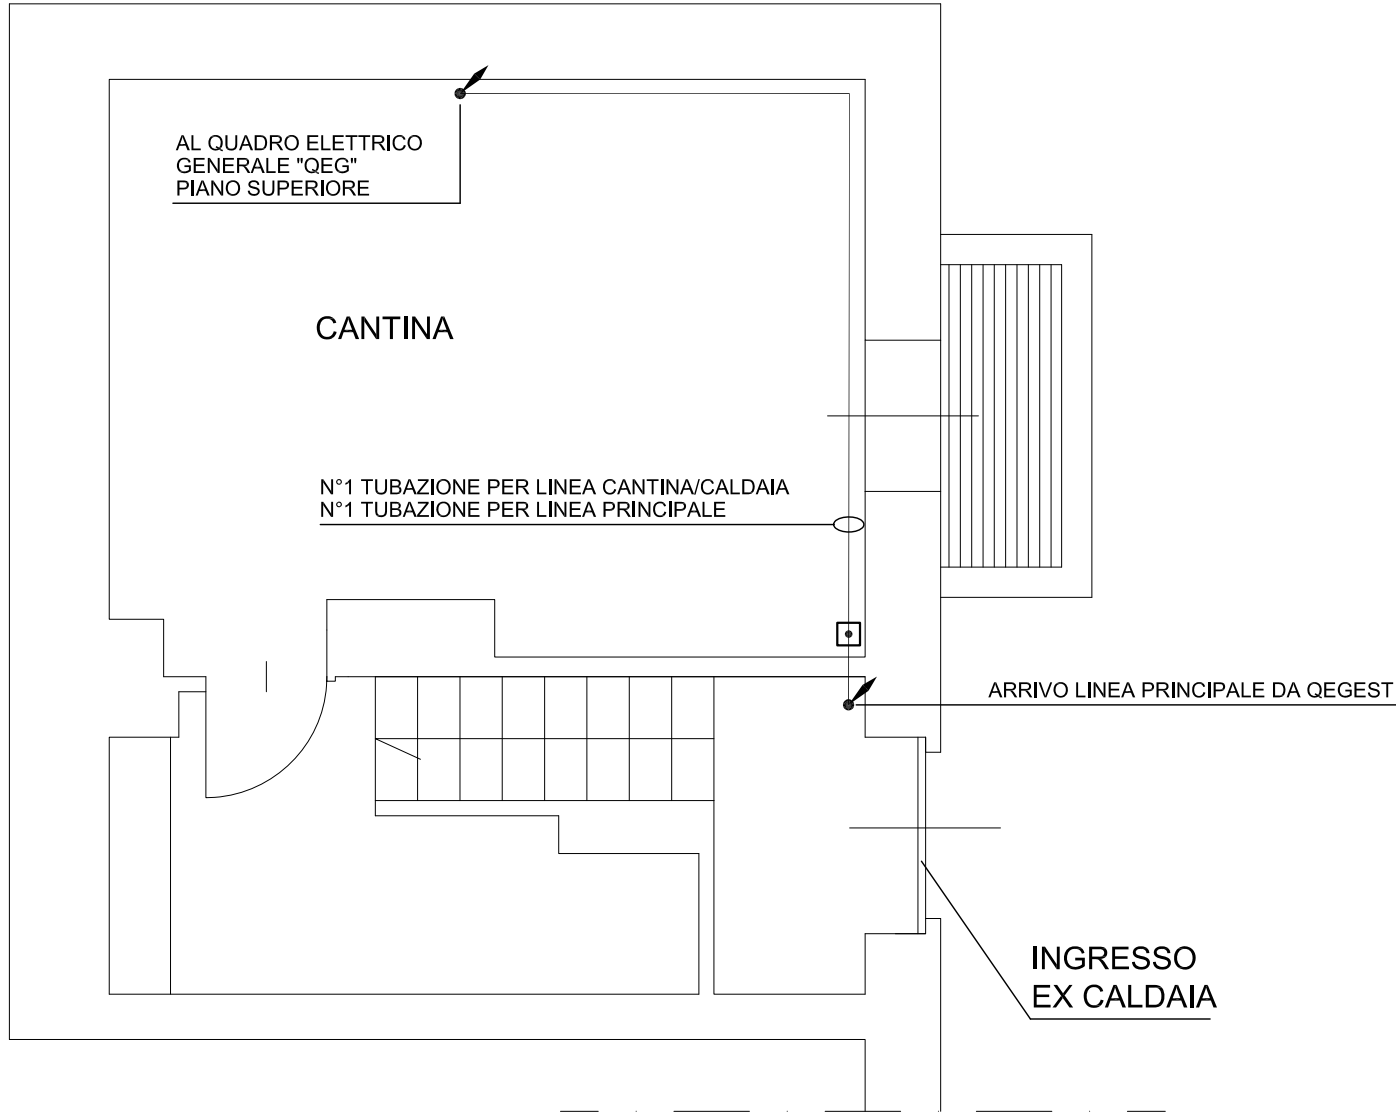 AL QUADRO ELETTRICO
GENERALE "QEG"
PIANO SUPERIORE
CANTINA
N°1 TUBAZIONE PER LINEA CANTINA/CALDAIA
N°1 TUBAZIONE PER LINEA PRINCIPALE
ARRIVO LINEA PRINCIPALE DA QEGEST
INGRESSO
EX CALDAIA